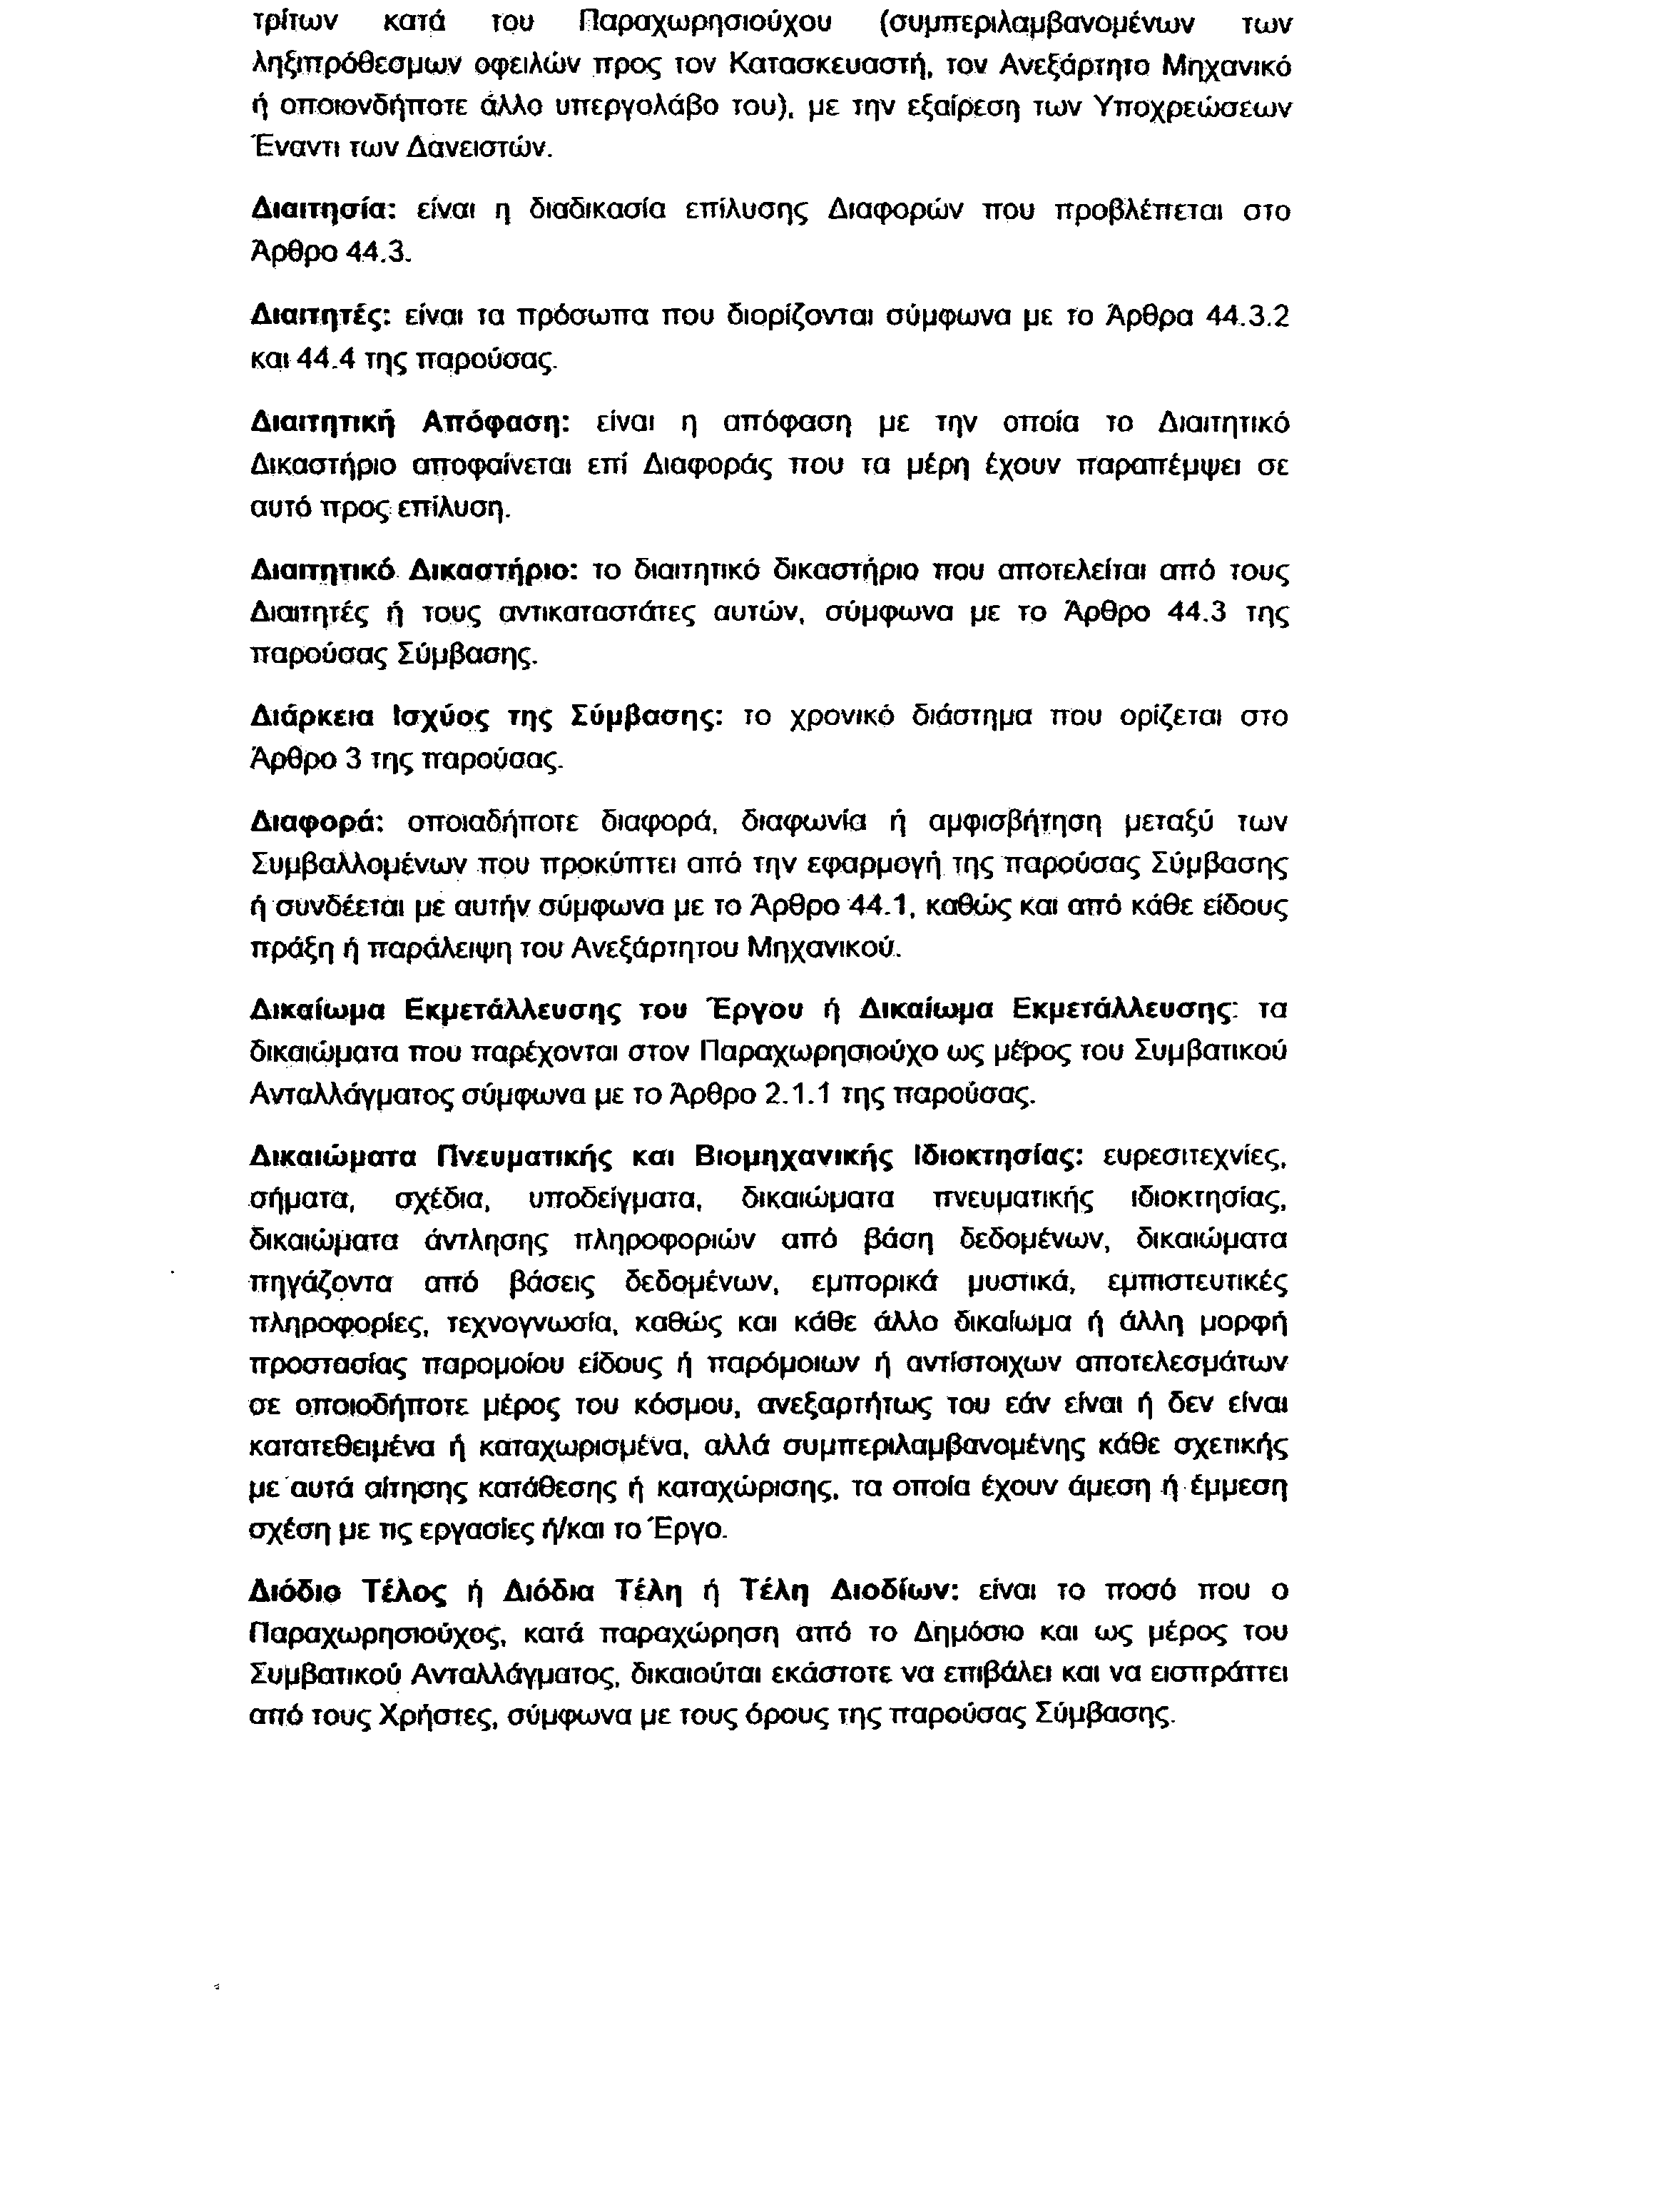 τρίτων κατά του Παραχωρησιούχου (συμπεριλαμβανομένων των
ληξιπρόθεσμων οφειλών προς τον Κατασκευαστή, τον Ανεξάρτητο Μηχανικό
ή οποιονδήποτε άλλο υπεργολάβο του), με την εξαίρεση των Υποχρεώσεων
Έναντι των Δανειστών.
Διαιτησία: είναι η διαδικασία επίλυσης Διαφορών που προβλέπεται στο
Άρθρο 44.3.
Διαιτητές: είναι τα πρόσωπα που διορίζονται σύμφωνα με το Άρθρα 44.3.2
και 44.4 της παρούσας.
Διαιτητική Απόφαση: είναι η απόφαση με την οποία το Διαιτητικό
Δικαστήριο αποφαίνεται επί Διαφοράς που τα μέρη έχουν παραπέμψει σε
αυτό προς επίλυση.
Διαιτητικό Δικαστήριο: το διαιτητικό δικαστήριο που αποτελείται από τους
Διαιτητές ή τους αντικαταστάτες αυτών, σύμφωνα με το Άρθρο 44.3 της
παρούσας Σύμβασης.
Διάρκεια Ισχύος της Σύμβασης: το χρονικό διάστημα που ορίζεται στο
Άρθρο 3 της παρούσας.
Διαφορά: οποιαδήποτε διαφορά, διαφωνία ή αμφισβήτηση μεταξύ των
Συμβαλλομένων που προκύπτει από την εφαρμογή της παρούσας Σύμβασης
ή συνδέεται με αυτήν σύμφωνα με το Άρθρο 44.1, καθώς και από κάθε είδους
πράξη ή παράλειψη του Ανεξάρτητου Μηχανικού.
Δικαίωμα Εκμετάλλευσης του Έργου ή Δικαίωμα Εκμετάλλευσης: τα
δικαιώματα που παρέχονται στον Παραχωρησιούχο ως μέρος του Συμβατικού
Ανταλλάγματος σύμφωνα με το Άρθρο 2.1.1 της παρούσας.
Δικαιώματα Πνευματικής και Βιομηχανικής Ιδιοκτησίας: ευρεσιτεχνίες,
σήματα, σχέδια, υποδείγματα, δικαιώματα πνευματικής ιδιοκτησίας,
δικαιώματα άντλησης πληροφοριών από βάση δεδομένων, δικαιώματα
πηγάζοντα από βάσεις δεδομένων, εμπορικά μυστικά, εμπιστευτικές
πληροφορίες, τεχνογνωσία, καθώς και κάθε άλλο δικαίωμα ή άλλη μορφή
προστασίας παρομοίου είδους ή παρόμοιων ή αντίστοιχων αποτελεσμάτων
σε οποιοδήποτε μέρος του κόσμου, ανεξαρτήτως του εάν είναι ή δεν είναι
κατατεθειμένα ή καταχωρισμένα, αλλά συμπεριλαμβανομένης κάθε σχετικής
με αυτά αίτησης κατάθεσης ή καταχώρισης, τα οποία έχουν άμεση ή έμμεση
σχέση με τις εργασίες ή/και το Έργο.
Διόδιο Τέλος ή Διόδια Τέλη ή Τέλη Διοδίων: είναι το ποσό που ο
Παραχωρησιούχος, κατά παραχώρηση από το Δημόσιο και ως μέρος του
Συμβατικού Ανταλλάγματος, δικαιούται εκάστοτε να επιβάλει και να εισπράττει
από τους Χρήστες, σύμφωνα με τους όρους της παρούσας Σύμβασης.